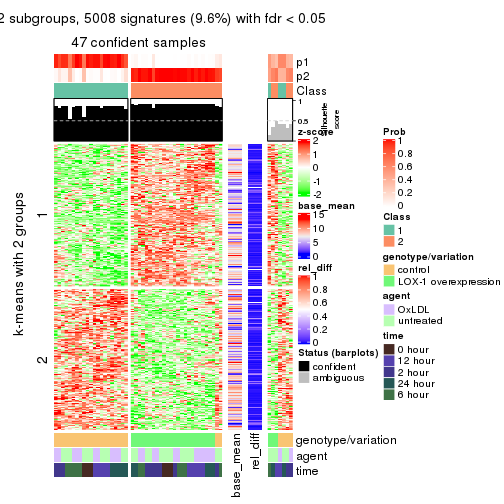 2 subgroups, 5008 signatures (9.6%) with fdr < 0.05
47 confident samples
p1
p2
Class
1
0.5
silhouette
score
k-means with 2 groups
1
2
z-score
2
1
0
-1
-2
base_mean
15
10
5
0
rel_diff
1
0.8
0.6
0.4
0.2
0
Status (barplots)
confident
ambiguous
Prob
1
0.8
0.6
0.4
0.2
0
Class
1
2
genotype/variation
control
LOX-1 overexpression
agent
OxLDL
untreated
time
0 hour
12 hour
2 hour
24 hour
6 hour
genotype/variation
agent
time
base_mean
rel_diff